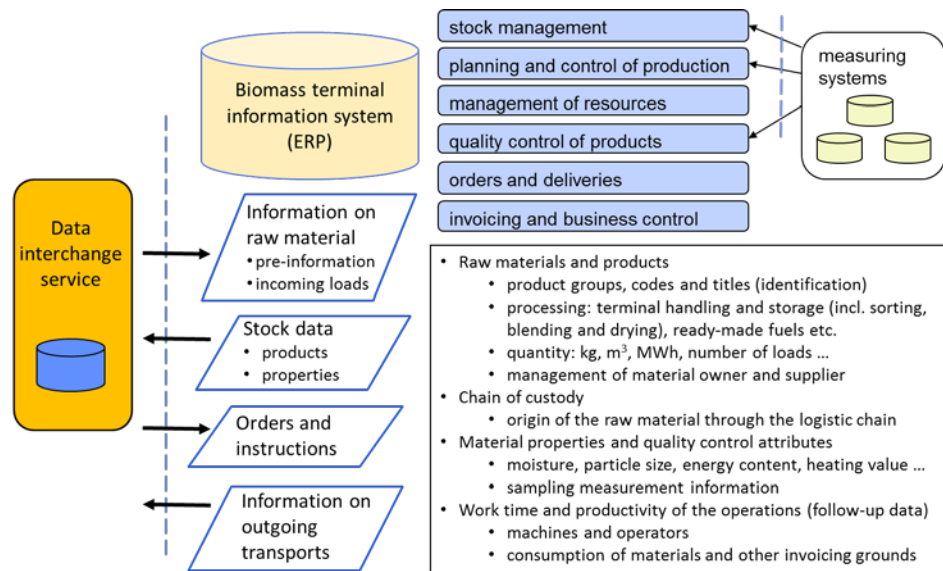 Biomass terminal
information system
(ERP)
stock management
planning and control of production
management of resources
quality control of products
orders and deliveries
invoicing and business control
measuring
systems
Data
interchange
service
Information on
raw material
•pre-information
•incoming loads
Stock data
• products
• properties
Orders and
instructions
Information on
outgoing
transports
• Raw materials and products
• product groups, codes and titles (identification)
• processing: terminal handling and storage (incl. sorting,
blending and drying), ready-made fuels etc.
• quantity: kg, m³, MWh, number of loads ...
• management of material owner and supplier
• Chain of custody
• origin of the raw material through the logistic chain
• Material properties and quality control attributes
• moisture, particle size, energy content, heating value ...
• sampling measurement information
• Work time and productivity of the operations (follow-up data)
• machines and operators
• consumption of materials and other invoicing grounds